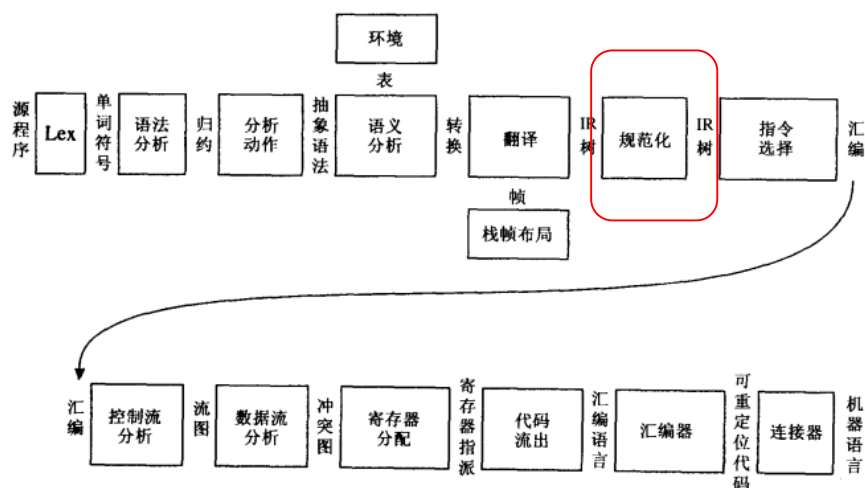 环境
表
源程序
Lex
单词符号
语法
分析
归约
分析
动作
抽象语法
语义
分析
转换
翻译
IR
树
规范化
IR
树
指令
选择
汇编
帧
栈帧布局
汇编
控制流
分析
流图
数据流
分析
冲突图
寄存器
分配
寄存器指派
代码
流出
汇编语言
汇编器
可重定位代码
连接器
机器语言